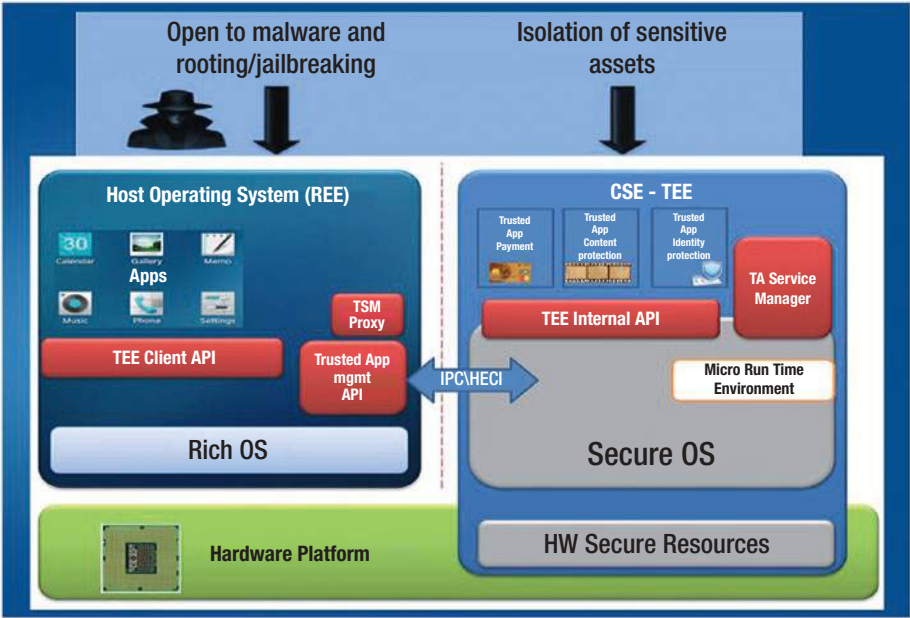 Open to malware and
rooting/jailbreaking
Isolation of sensitive
assets
Host Operating System (REE)
30
Calendar
Gallery
Memo
Apps
Music
Phone
Settings
TSM
Proxy
TEE Client API
Trusted App
mgmt
API
Rich OS
IPC\HECI
CSE - TEE
Trusted
App
Payment
Trusted
App
Content
protection
Trusted
App
Identity
protection
TA Service
Manager
TEE Internal API
Micro Run Time
Environment
Secure OS
HW Secure Resources
Hardware Platform